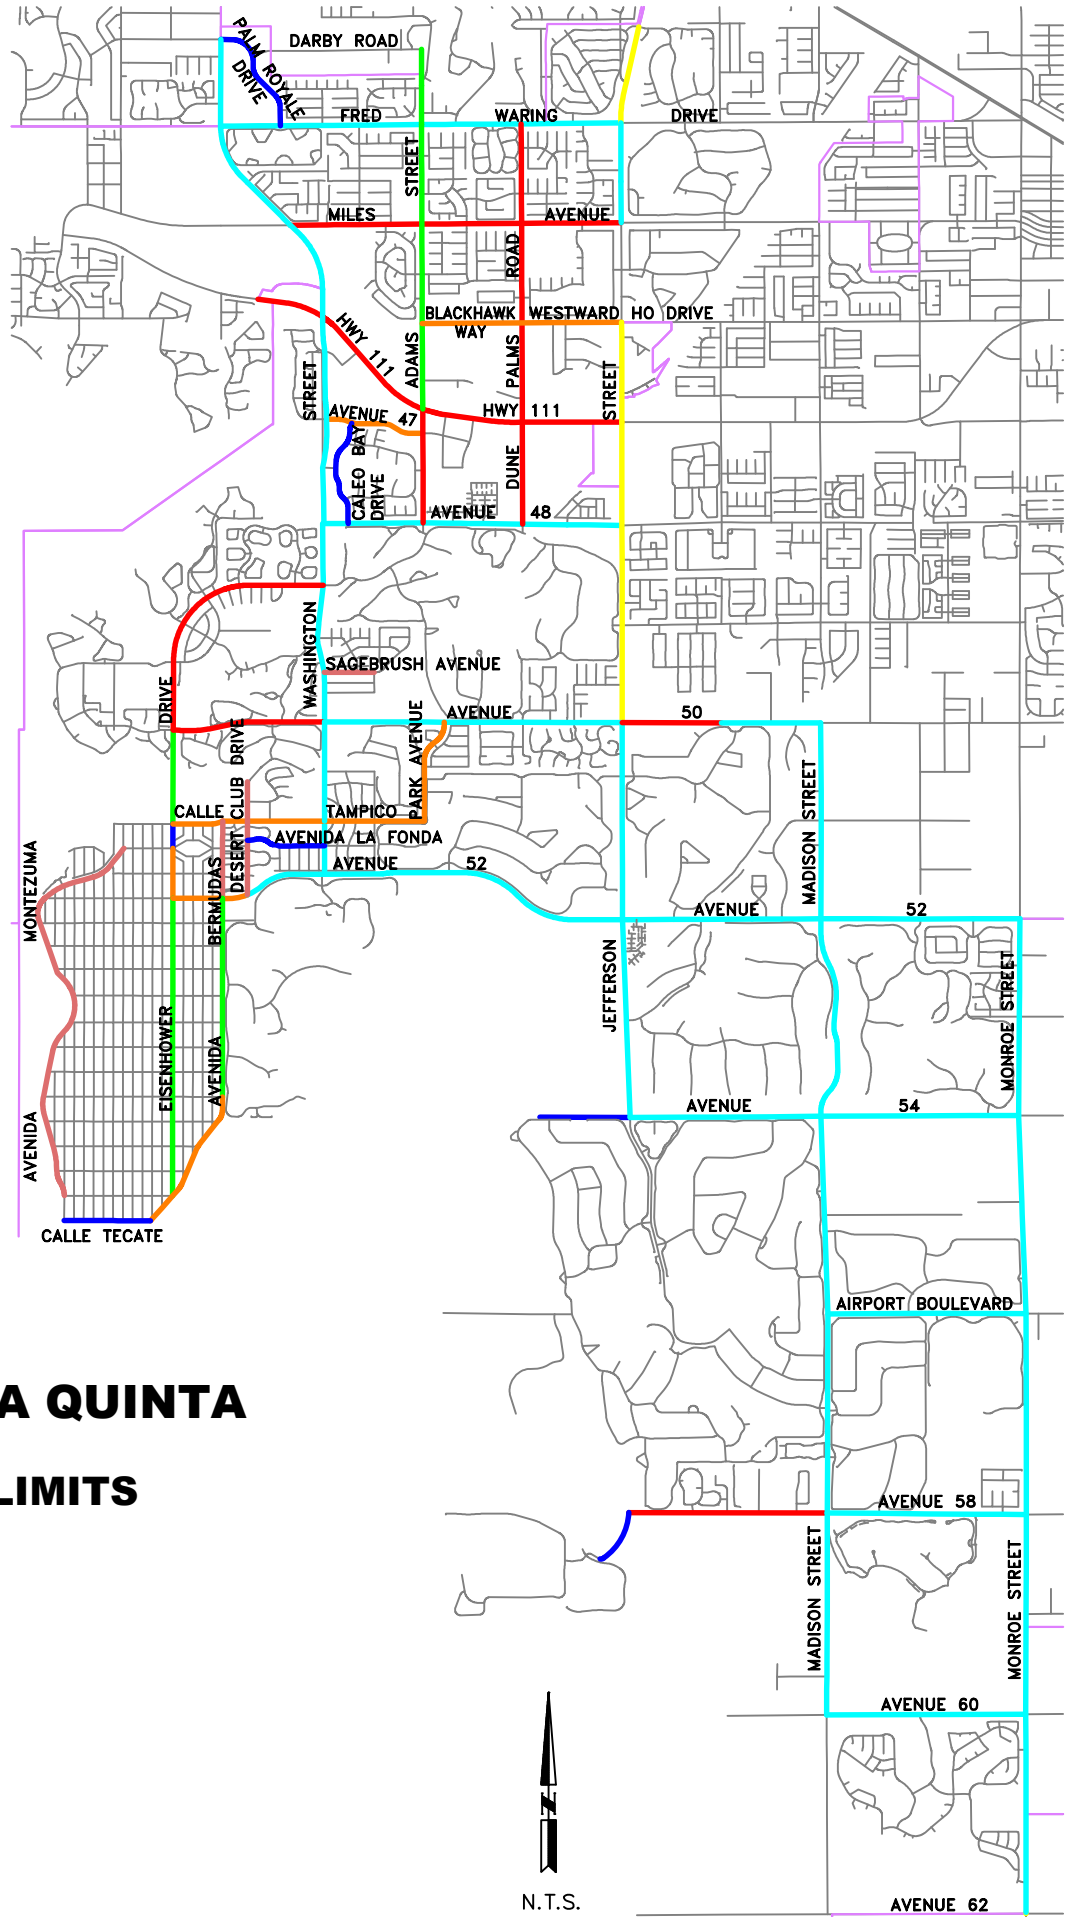 DARBY ROAD
PALM ROYALE
DRIVE
FRED WARING DRIVE
STREET
MILES AVENUE
ROAD
BLACKHAWK
WAY
WESTWARD HO DRIVE
HWY 111
ADAMS
PALMS
STREET
STREET
AVENUE 47
HWY 111
CALEO BAY
DRIVE
DUNE
AVENUE 48
WASHINGTON
SAGEBRUSH AVENUE
DRIVE
DESERT CLUB DRIVE
PARK AVENUE
AVENUE 50
MADISON STREET
CALLE TAMPICO
AVENIDA LA FONDA
AVENUE 52
MONTEZUMA
BERMUDAS
AVENUE 52
JEFFERSON
MONROE STREET
EISENHOWER
AVENIDA
AVENUE 54
AVENIDA
CALLE TECATE
AIRPORT BOULEVARD
A QUINTA
LIMITS
AVENUE 58
MADISON STREET
MONROE STREET
AVENUE 60
N
N.T.S.
AVENUE 62